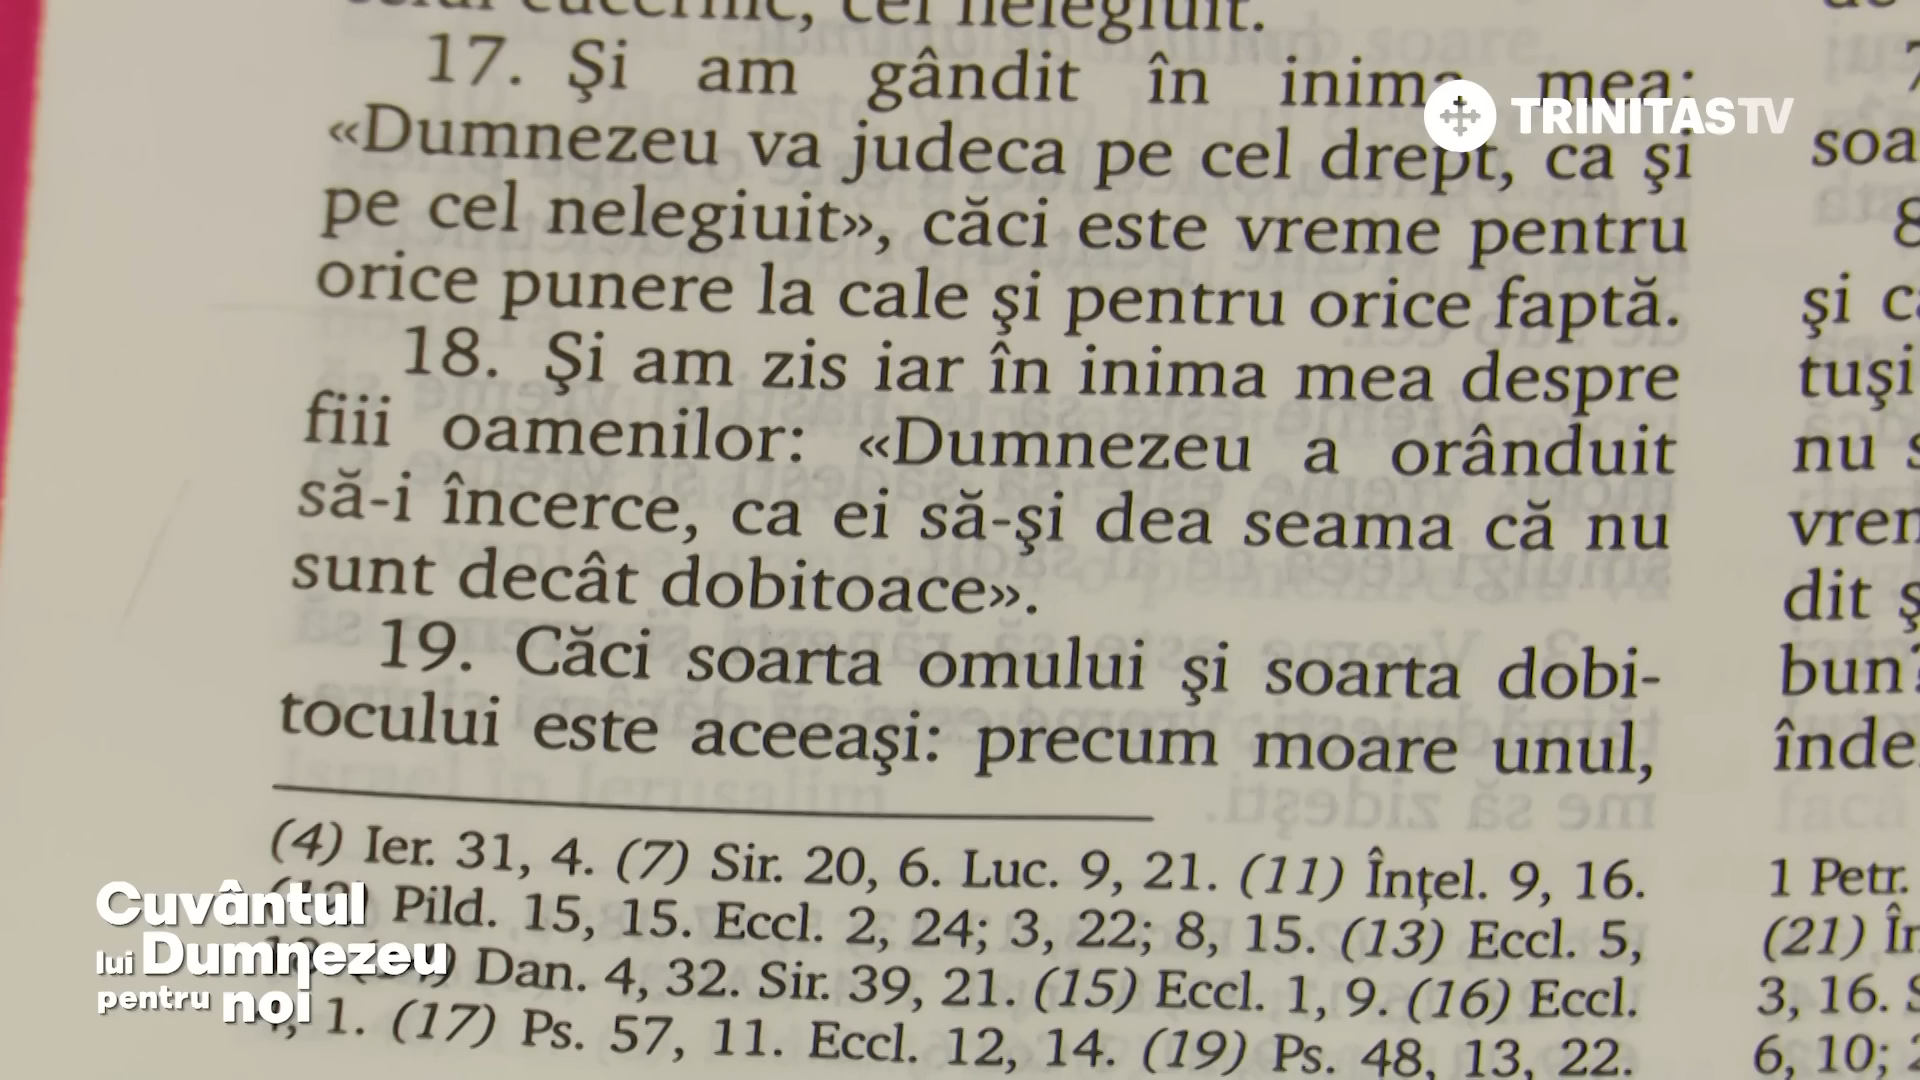 17. Şi am gândit în inima mea:
«Dumnezeu va judeca pe cel drept, ca şi
pe cel nelegiuit», căci este vreme pentru
orice punere la cale şi pentru orice faptă.
18. Şi am zis iar în inima mea despre
fiii oamenilor: «Dumnezeu a orânduit
să-i încerce, ca ei să-şi dea seama că nu
sunt decât dobitoace».
19. Căci soarta omului şi soarta dobi-
tocului este aceeaşi: precum moare unul,
(4) Ier. 31, 4. (7) Sir. 20, 6. Luc. 9, 21. (11) Înţel. 9, 16.
Pild. 15, 15. Eccl. 2, 24; 3, 22; 8, 15. (13) Eccl. 5,
Dan. 4, 32. Sir. 39, 21. (15) Eccl. 1, 9. (16) Eccl.
1. (17) Ps. 57, 11. Eccl. 12, 14. (19) Ps. 48, 13, 22.
şi
tuşi
nu
dit
bun?
1 Petr.
(21)
3, 16.
6, 10;
TRINITAS TV
Cuvântul
lui Dumnezeu
pentru noi